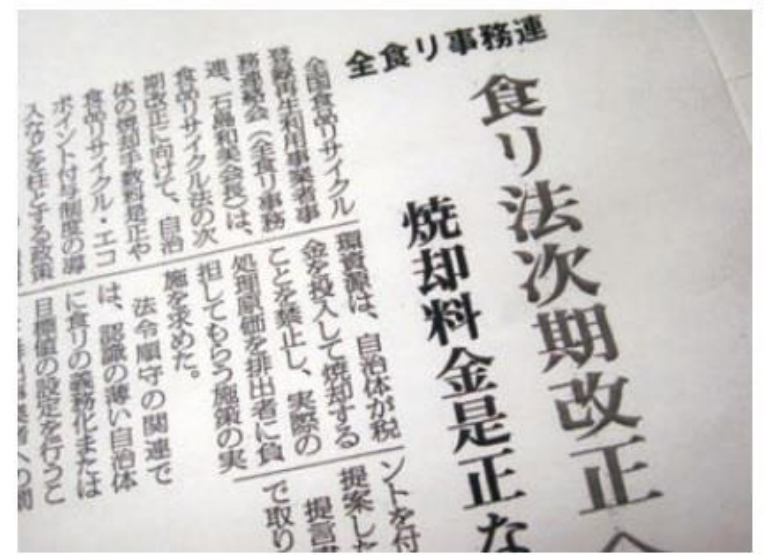 全食リ事務連
食リ法次期改正へ
焼却料金是正な
全国食品リサイクル
登録再生利用事業者事
務連絡会（全食リ事務
連、石島和美会長）は、
食品リサイクル法の次
期改正に向けて、自治
体の焼却手数料是正や
食品リサイクル・エコ
ポイント付与制度の導
入などを柱とする政策
環資源は、自治体が税
金を投入して焼却する
ことを禁止し、実際の
処理原価を排出者に負
担してもらう施策の実
施を求めた。
法令順守の関連で
は、認識の薄い自治体
に食リの義務化または
目標値の設定を行うこ
ントを付
提案した
提言書
で取り